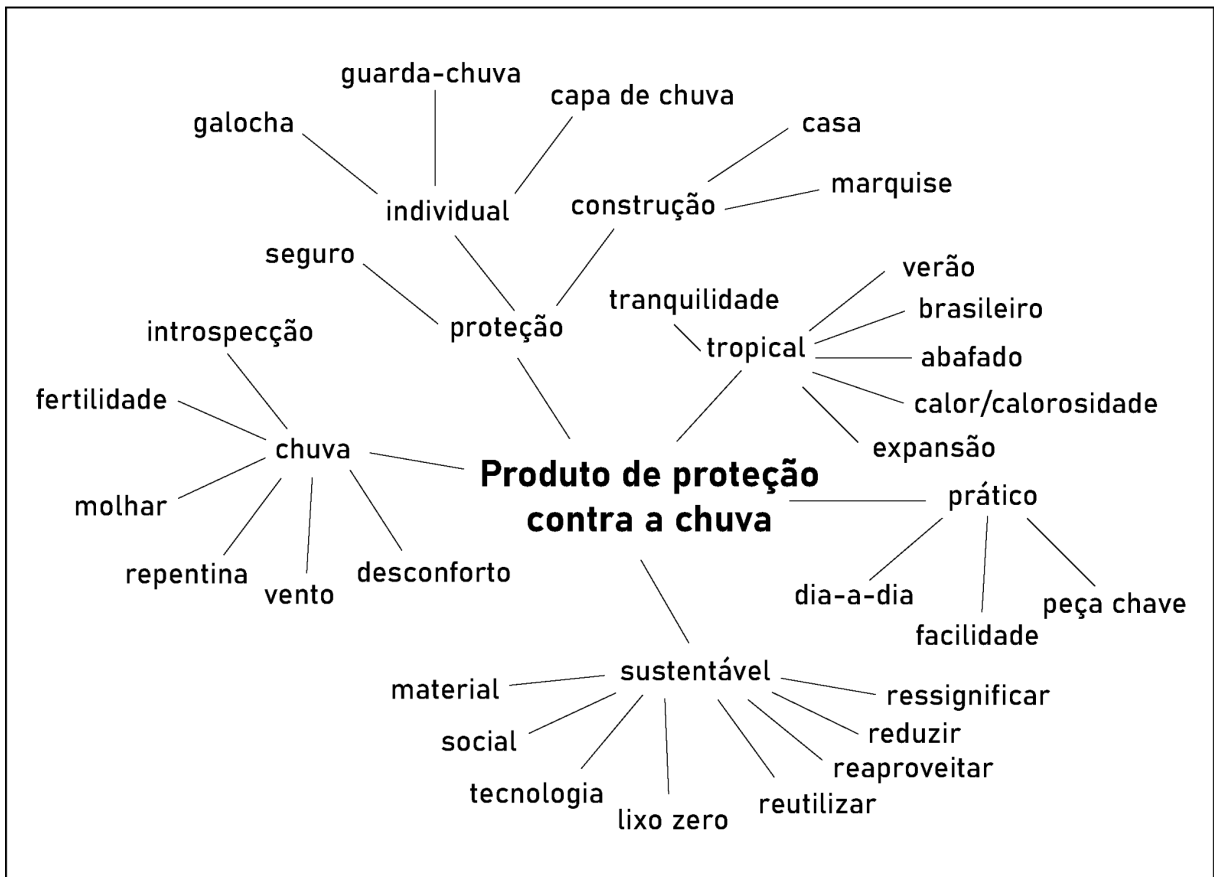 guarda-chuva
capa de chuva
galocha
casa
marquise
individual
construção
seguro
verão
tranquilidade
brasileiro
introspecção
proteção
tropical
abafado
fertilidade
calor/calorosidade
chuva
expansão
Produto de proteção
contra a chuva
prático
molhar
repentina
vento
desconforto
dia-a-dia
peça chave
facilidade
sustentável
material
ressignificar
social
reduzir
reaproveitar
tecnologia
reutilizar
lixo zero